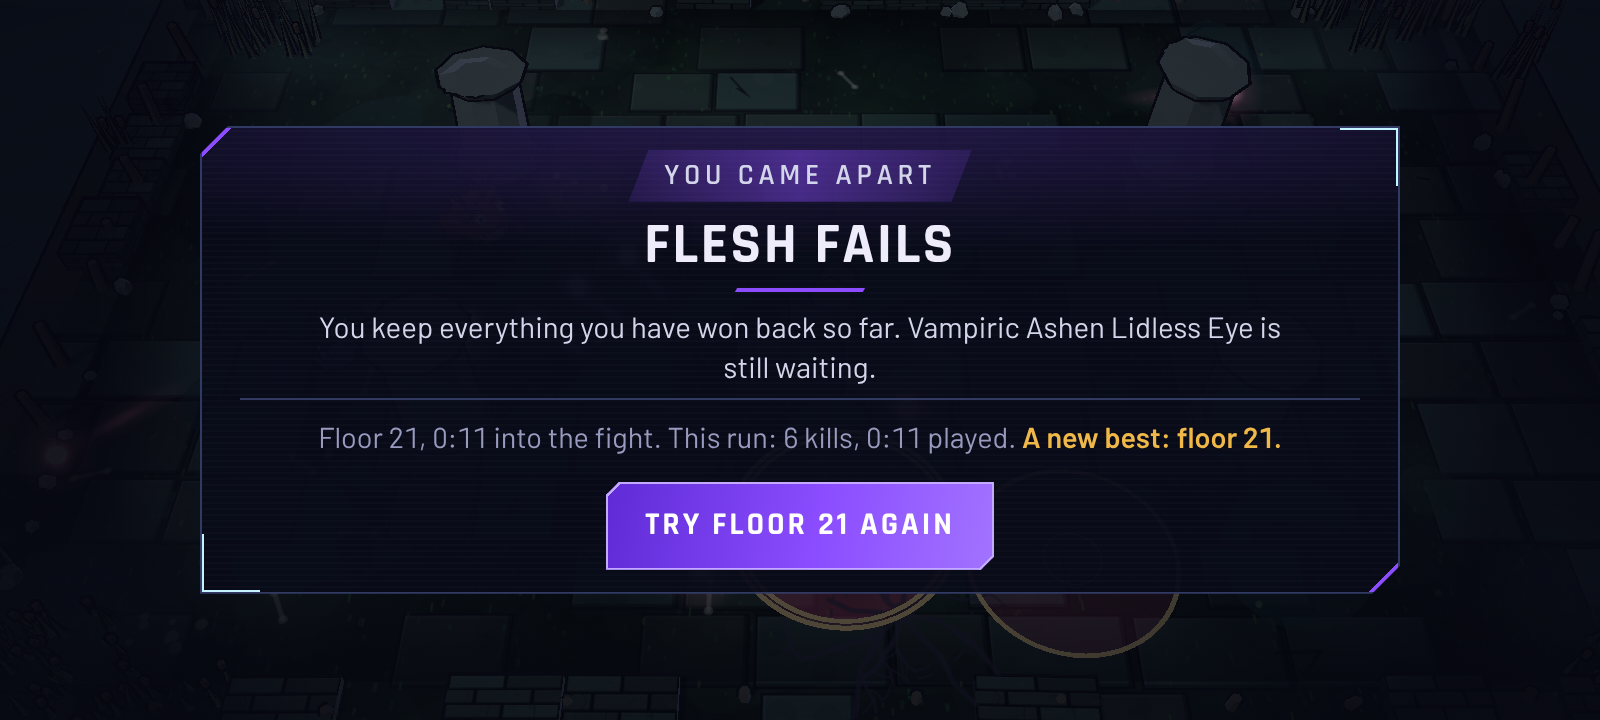 YOU CAME APART
FLESH FAILS
You keep everything you have won back so far. Vampiric Ashen Lidless Eye is
still waiting.
Floor 21, 0:11 into the fight. This run: 6 kills, 0:11 played. A new best: floor 21.
TRY FLOOR 21 AGAIN